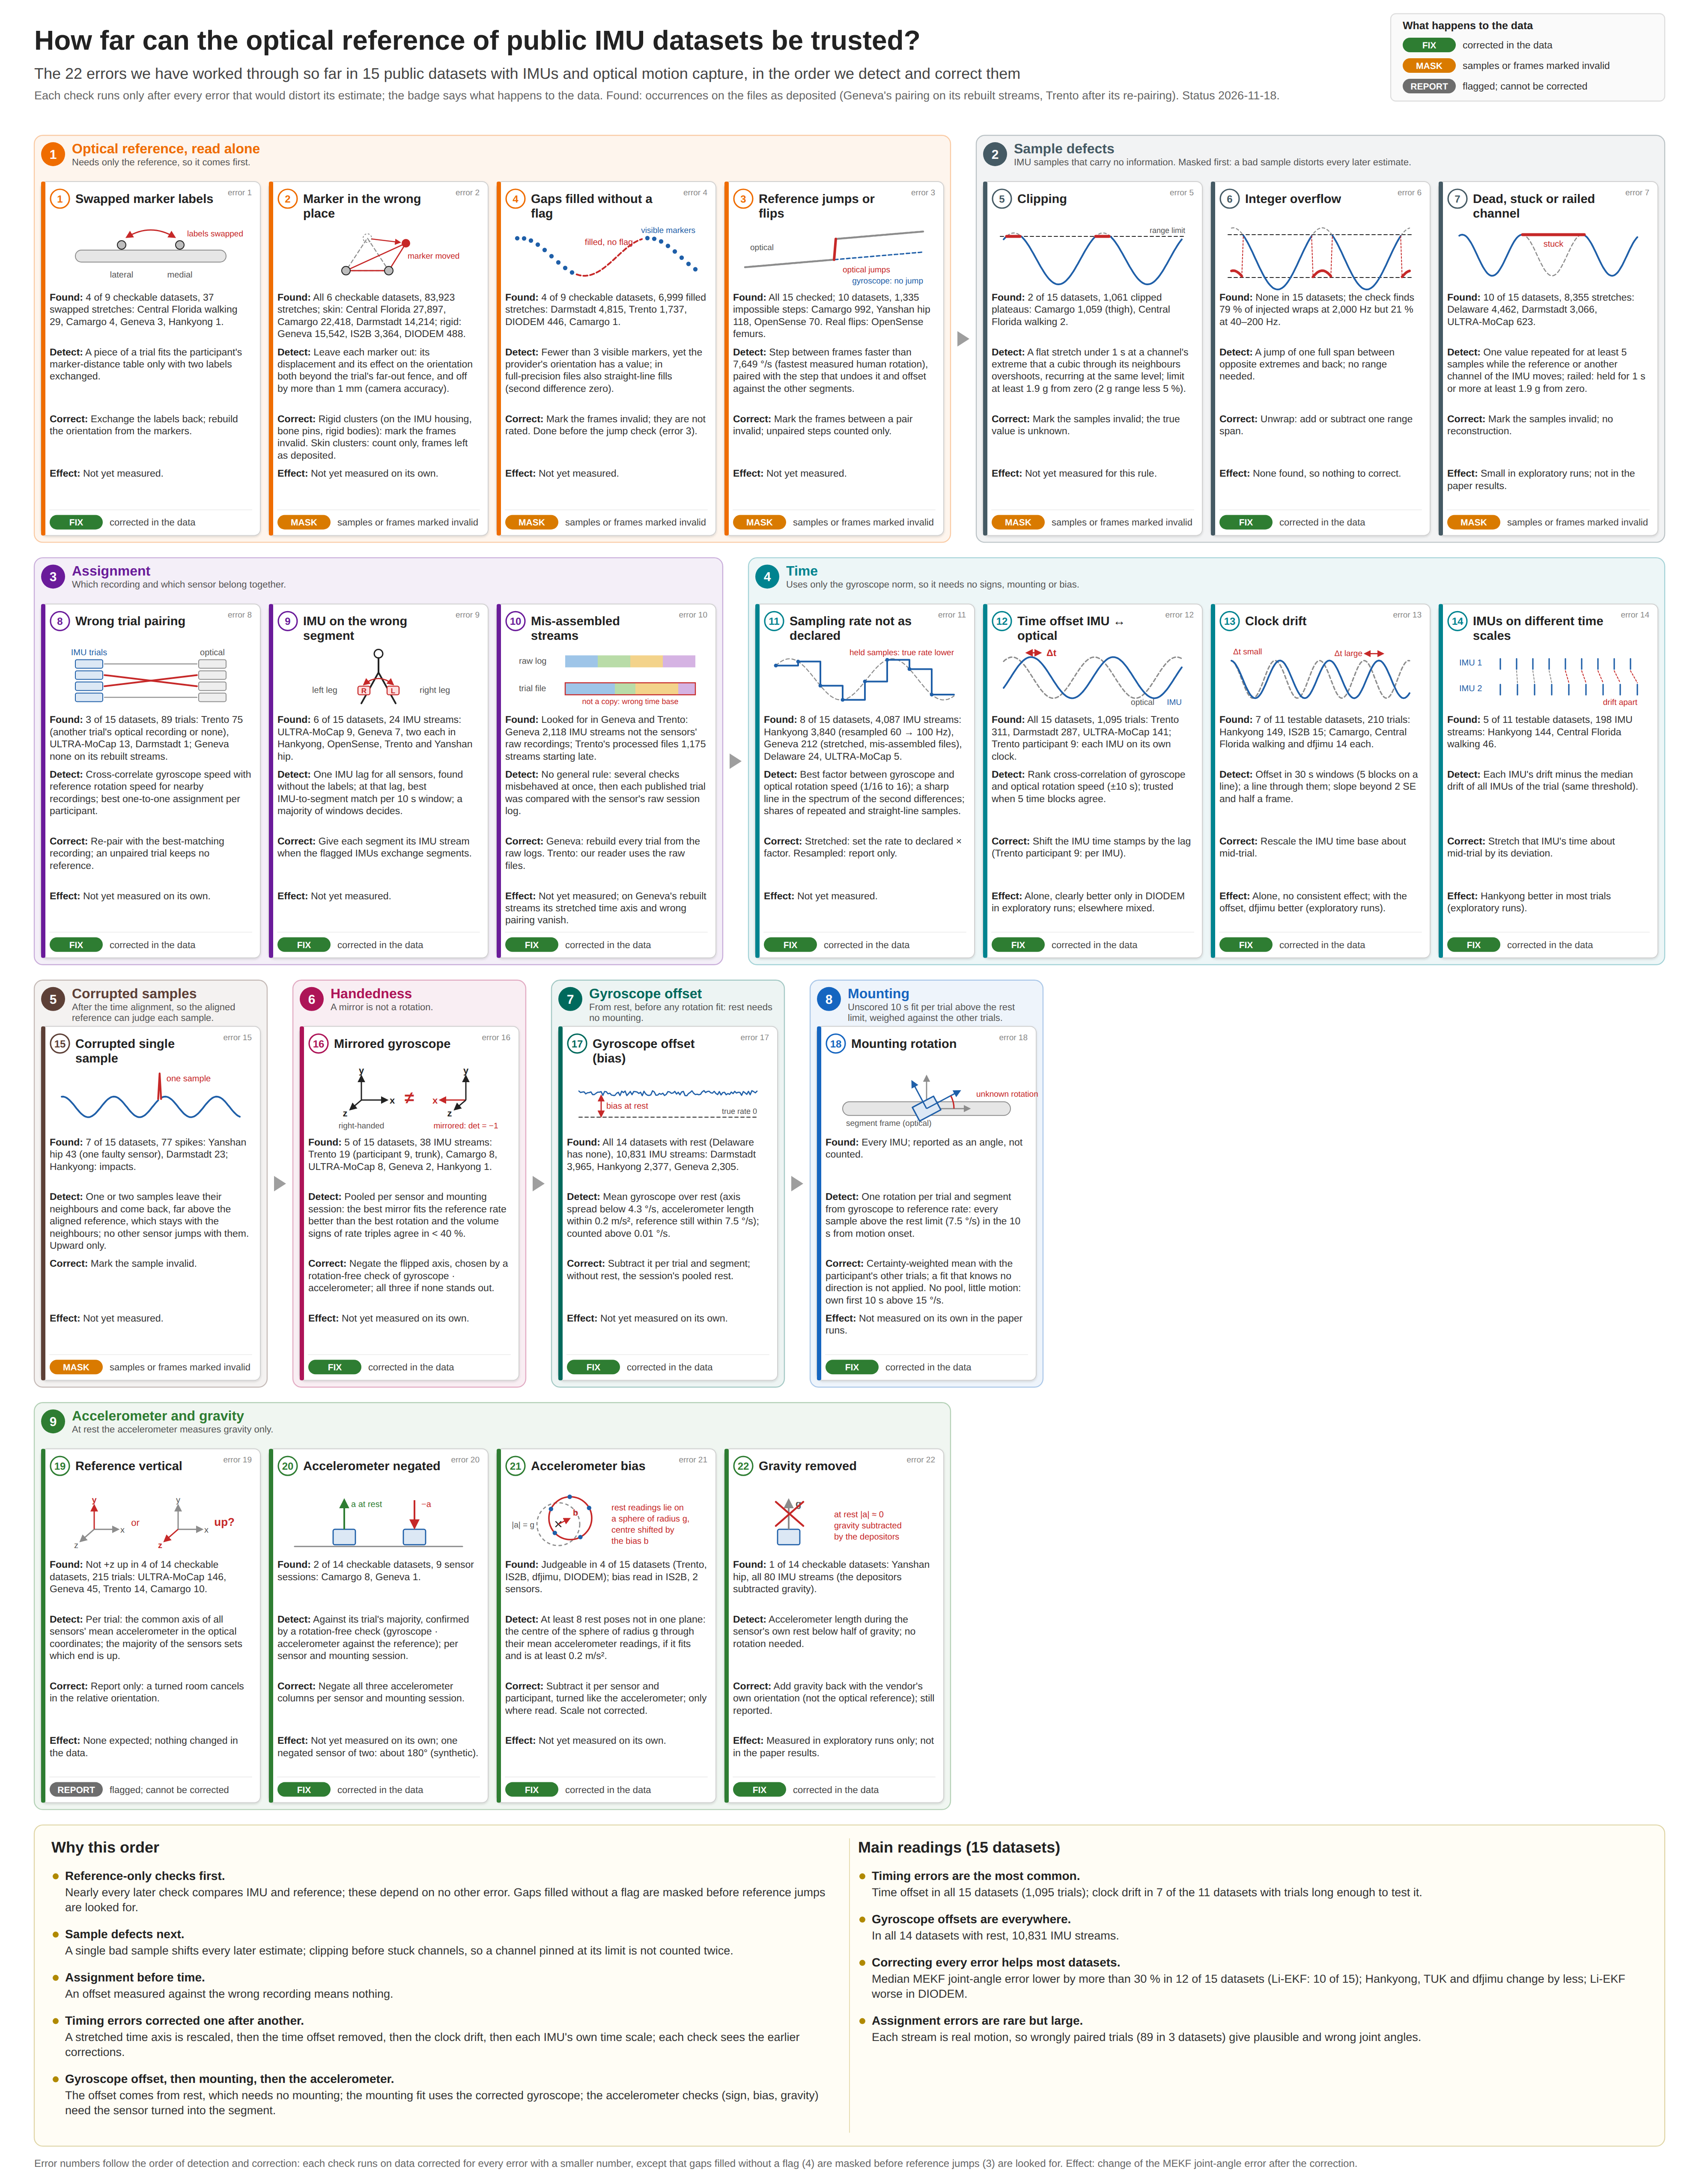 How far can the optical reference of public IMU datasets be trusted?
The 22 errors we have worked through so far in 15 public datasets with IMUs and optical motion capture, in the order we detect and correct them
Each check runs only after every error that would distort its estimate; the badge says what happens to the data. Found: occurrences on the files as deposited (Geneva's pairing on its rebuilt streams, Trento after its re-pairing). Status 2026-11-18.
What happens to the data
FIX corrected in the data
MASK samples or frames marked invalid
REPORT flagged; cannot be corrected
1 Optical reference, read alone
Needs only the reference, so it comes first.
1 Swapped marker labels error 1
labels swapped
lateral medial
Found: 4 of 9 checkable datasets, 37
swapped stretches: Central Florida walking
29, Camargo 4, Geneva 3, Hankyong 1.
Detect: A piece of a trial fits the participant's
marker-distance table only with two labels
exchanged.
Correct: Exchange the labels back; rebuild
the orientation from the markers.
Effect: Not yet measured.
FIX corrected in the data
2 Marker in the wrong error 2
place
marker moved
Found: All 6 checkable datasets, 83,923
stretches; skin: Central Florida 27,897,
Camargo 22,418, Darmstadt 14,214; rigid:
Geneva 15,542, IS2B 3,364, DIODEM 488.
Detect: Leave each marker out: its
displacement and its effect on the orientation
both beyond the trial's far-out fence, and off
by more than 1 mm (camera accuracy).
Correct: Rigid clusters (on the IMU housing,
bone pins, rigid bodies): mark the frames
invalid. Skin clusters: count only, frames left
as deposited.
Effect: Not yet measured on its own.
MASK samples or frames marked invalid
4 Gaps filled without a error 4
flag
visible markers
filled, no flag
Found: 4 of 9 checkable datasets, 6,999 filled
stretches: Darmstadt 4,815, Trento 1,737,
DIODEM 446, Camargo 1.
Detect: Fewer than 3 visible markers, yet the
provider's orientation has a value; in
full-precision files also straight-line fills
(second difference zero).
Correct: Mark the frames invalid; they are not
rated. Done before the jump check (error 3).
Effect: Not yet measured.
MASK samples or frames marked invalid
3 Reference jumps or error 3
flips
optical
optical jumps
gyroscope: no jump
Found: All 15 checked; 10 datasets, 1,335
impossible steps: Camargo 992, Yanshan hip
118, OpenSense 70. Real flips: OpenSense
femurs.
Detect: Step between frames faster than
7,649 °/s (fastest measured human rotation),
paired with the step that undoes it and offset
against the other segments.
Correct: Mark the frames between a pair
invalid; unpaired steps counted only.
Effect: Not yet measured.
MASK samples or frames marked invalid
2 Sample defects
IMU samples that carry no information. Masked first: a bad sample distorts every later estimate.
5 Clipping error 5
range limit
Found: 2 of 15 datasets, 1,061 clipped
plateaus: Camargo 1,059 (thigh), Central
Florida walking 2.
Detect: A flat stretch under 1 s at a channel's
extreme that a cubic through its neighbours
overshoots, recurring at the same level; limit
at least 1.9 g from zero (2 g range less 5 %).
Correct: Mark the samples invalid; the true
value is unknown.
Effect: Not yet measured for this rule.
MASK samples or frames marked invalid
6 Integer overflow error 6
Found: None in 15 datasets; the check finds
79 % of injected wraps at 2,000 Hz but 21 %
at 40–200 Hz.
Detect: A jump of one full span between
opposite extremes and back; no range
needed.
Correct: Unwrap: add or subtract one range
span.
Effect: None found, so nothing to correct.
FIX corrected in the data
7 Dead, stuck or railed error 7
channel
stuck
Found: 10 of 15 datasets, 8,355 stretches:
Delaware 4,462, Darmstadt 3,066,
ULTRA-MoCap 623.
Detect: One value repeated for at least 5
samples while the reference or another
channel of the IMU moves; railed: held for 1 s
or more at least 1.9 g from zero.
Correct: Mark the samples invalid; no
reconstruction.
Effect: Small in exploratory runs; not in the
paper results.
MASK samples or frames marked invalid
3 Assignment
Which recording and which sensor belong together.
8 Wrong trial pairing error 8
IMU trials optical
Found: 3 of 15 datasets, 89 trials: Trento 75
(another trial's optical recording or none),
ULTRA-MoCap 13, Darmstadt 1; Geneva
none on its rebuilt streams.
Detect: Cross-correlate gyroscope speed with
reference rotation speed for nearby
recordings; best one-to-one assignment per
participant.
Correct: Re-pair with the best-matching
recording; an unpaired trial keeps no
reference.
Effect: Not yet measured on its own.
FIX corrected in the data
9 IMU on the wrong error 9
segment
left leg R L right leg
Found: 6 of 15 datasets, 24 IMU streams:
ULTRA-MoCap 9, Geneva 7, two each in
Hankyong, OpenSense, Trento and Yanshan
hip.
Detect: One IMU lag for all sensors, found
without the labels; at that lag, best
IMU-to-segment match per 10 s window; a
majority of windows decides.
Correct: Give each segment its IMU stream
when the flagged IMUs exchange segments.
Effect: Not yet measured.
FIX corrected in the data
10 Mis-assembled error 10
streams
raw log
trial file
not a copy: wrong time base
Found: Looked for in Geneva and Trento:
Geneva 2,118 IMU streams not the sensors'
raw recordings; Trento's processed files 1,175
streams starting late.
Detect: No general rule: several checks
misbehaved at once, then each published trial
was compared with the sensor's raw session
log.
Correct: Geneva: rebuild every trial from the
raw logs. Trento: our reader uses the raw
files.
Effect: Not yet measured; on Geneva's rebuilt
streams its stretched time axis and wrong
pairing vanish.
FIX corrected in the data
4 Time
Uses only the gyroscope norm, so it needs no signs, mounting or bias.
11 Sampling rate not as error 11
declared
held samples: true rate lower
Found: 8 of 15 datasets, 4,087 IMU streams:
Hankyong 3,840 (resampled 60 → 100 Hz),
Geneva 212 (stretched, mis-assembled files),
Delaware 24, ULTRA-MoCap 5.
Detect: Best factor between gyroscope and
optical rotation speed (1/16 to 16); a sharp
line in the spectrum of the second differences;
shares of repeated and straight-line samples.
Correct: Stretched: set the rate to declared ×
factor. Resampled: report only.
Effect: Not yet measured.
FIX corrected in the data
12 Time offset IMU ↔ error 12
optical
Δt
optical IMU
Found: All 15 datasets, 1,095 trials: Trento
311, Darmstadt 287, ULTRA-MoCap 141;
Trento participant 9: each IMU on its own
clock.
Detect: Rank cross-correlation of gyroscope
and optical rotation speed (±10 s); trusted
when 5 time blocks agree.
Correct: Shift the IMU time stamps by the lag
(Trento participant 9: per IMU).
Effect: Alone, clearly better only in DIODEM
in exploratory runs; elsewhere mixed.
FIX corrected in the data
13 Clock drift error 13
Δt small Δt large
Found: 7 of 11 testable datasets, 210 trials:
Hankyong 149, IS2B 15; Camargo, Central
Florida walking and dfjimu 14 each.
Detect: Offset in 30 s windows (5 blocks on a
line); a line through them; slope beyond 2 SE
and half a frame.
Correct: Rescale the IMU time base about
mid-trial.
Effect: Alone, no consistent effect; with the
offset, dfjimu better (exploratory runs).
FIX corrected in the data
14 IMUs on different time error 14
scales
IMU 1
IMU 2
drift apart
Found: 5 of 11 testable datasets, 198 IMU
streams: Hankyong 144, Central Florida
walking 46.
Detect: Each IMU's drift minus the median
drift of all IMUs of the trial (same threshold).
Correct: Stretch that IMU's time about
mid-trial by its deviation.
Effect: Hankyong better in most trials
(exploratory runs).
FIX corrected in the data
5 Corrupted samples
After the time alignment, so the aligned
reference can judge each sample.
15 Corrupted single error 15
sample
one sample
Found: 7 of 15 datasets, 77 spikes: Yanshan
hip 43 (one faulty sensor), Darmstadt 23;
Hankyong: impacts.
Detect: One or two samples leave their
neighbours and come back, far above the
aligned reference, which stays with the
neighbours; no other sensor jumps with them.
Upward only.
Correct: Mark the sample invalid.
Effect: Not yet measured.
MASK samples or frames marked invalid
6 Handedness
A mirror is not a rotation.
16 Mirrored gyroscope error 16
y y
x ≠ x
z z
right-handed mirrored: det = −1
Found: 5 of 15 datasets, 38 IMU streams:
Trento 19 (participant 9, trunk), Camargo 8,
ULTRA-MoCap 8, Geneva 2, Hankyong 1.
Detect: Pooled per sensor and mounting
session: the best mirror fits the reference rate
better than the best rotation and the volume
signs of rate triples agree in < 40 %.
Correct: Negate the flipped axis, chosen by a
rotation-free check of gyroscope ·
accelerometer; all three if none stands out.
Effect: Not yet measured on its own.
FIX corrected in the data
7 Gyroscope offset
From rest, before any rotation fit: rest needs
no mounting.
17 Gyroscope offset error 17
(bias)
bias at rest
true rate 0
Found: All 14 datasets with rest (Delaware
has none), 10,831 IMU streams: Darmstadt
3,965, Hankyong 2,377, Geneva 2,305.
Detect: Mean gyroscope over rest (axis
spread below 4.3 °/s, accelerometer length
within 0.2 m/s², reference still within 7.5 °/s);
counted above 0.01 °/s.
Correct: Subtract it per trial and segment;
without rest, the session's pooled rest.
Effect: Not yet measured on its own.
FIX corrected in the data
8 Mounting
Unscored 10 s fit per trial above the rest
limit, weighed against the other trials.
18 Mounting rotation error 18
unknown rotation
segment frame (optical)
Found: Every IMU; reported as an angle, not
counted.
Detect: One rotation per trial and segment
from gyroscope to reference rate: every
sample above the rest limit (7.5 °/s) in the 10
s from motion onset.
Correct: Certainty-weighted mean with the
participant's other trials; a fit that knows no
direction is not applied. No pool, little motion:
own first 10 s above 15 °/s.
Effect: Not measured on its own in the paper
runs.
FIX corrected in the data
9 Accelerometer and gravity
At rest the accelerometer measures gravity only.
19 Reference vertical error 19
y y
x or x up?
z z
Found: Not +z up in 4 of 14 checkable
datasets, 215 trials: ULTRA-MoCap 146,
Geneva 45, Trento 14, Camargo 10.
Detect: Per trial: the common axis of all
sensors' mean accelerometer in the optical
coordinates; the majority of the sensors sets
which end is up.
Correct: Report only: a turned room cancels
in the relative orientation.
Effect: None expected; nothing changed in
the data.
REPORT flagged; cannot be corrected
20 Accelerometer negated error 20
a at rest −a
Found: 2 of 14 checkable datasets, 9 sensor
sessions: Camargo 8, Geneva 1.
Detect: Against its trial's majority, confirmed
by a rotation-free check (gyroscope ·
accelerometer against the reference); per
sensor and mounting session.
Correct: Negate all three accelerometer
columns per sensor and mounting session.
Effect: Not yet measured on its own; one
negated sensor of two: about 180° (synthetic).
FIX corrected in the data
21 Accelerometer bias error 21
|a| = g b
rest readings lie on
a sphere of radius g,
centre shifted by
the bias b
Found: Judgeable in 4 of 15 datasets (Trento,
IS2B, dfjimu, DIODEM); bias read in IS2B, 2
sensors.
Detect: At least 8 rest poses not in one plane:
the centre of the sphere of radius g through
their mean accelerometer readings, if it fits
and is at least 0.2 m/s².
Correct: Subtract it per sensor and
participant, turned like the accelerometer; only
where read. Scale not corrected.
Effect: Not yet measured on its own.
FIX corrected in the data
22 Gravity removed error 22
g
at rest |a| ≈ 0
gravity subtracted
by the depositors
Found: 1 of 14 checkable datasets: Yanshan
hip, all 80 IMU streams (the depositors
subtracted gravity).
Detect: Accelerometer length during the
sensor's own rest below half of gravity; no
rotation needed.
Correct: Add gravity back with the vendor's
own orientation (not the optical reference); still
reported.
Effect: Measured in exploratory runs only; not
in the paper results.
FIX corrected in the data
Why this order
Reference-only checks first.
Nearly every later check compares IMU and reference; these depend on no other error. Gaps filled without a flag are masked before reference jumps
are looked for.
Sample defects next.
A single bad sample shifts every later estimate; clipping before stuck channels, so a channel pinned at its limit is not counted twice.
Assignment before time.
An offset measured against the wrong recording means nothing.
Timing errors corrected one after another.
A stretched time axis is rescaled, then the time offset removed, then the clock drift, then each IMU's own time scale; each check sees the earlier
corrections.
Gyroscope offset, then mounting, then the accelerometer.
The offset comes from rest, which needs no mounting; the mounting fit uses the corrected gyroscope; the accelerometer checks (sign, bias, gravity)
need the sensor turned into the segment.
Main readings (15 datasets)
Timing errors are the most common.
Time offset in all 15 datasets (1,095 trials); clock drift in 7 of the 11 datasets with trials long enough to test it.
Gyroscope offsets are everywhere.
In all 14 datasets with rest, 10,831 IMU streams.
Correcting every error helps most datasets.
Median MEKF joint-angle error lower by more than 30 % in 12 of 15 datasets (Li-EKF: 10 of 15); Hankyong, TUK and dfjimu change by less; Li-EKF
worse in DIODEM.
Assignment errors are rare but large.
Each stream is real motion, so wrongly paired trials (89 in 3 datasets) give plausible and wrong joint angles.
Error numbers follow the order of detection and correction: each check runs on data corrected for every error with a smaller number, except that gaps filled without a flag (4) are masked before reference jumps (3) are looked for. Effect: change of the MEKF joint-angle error after the correction.